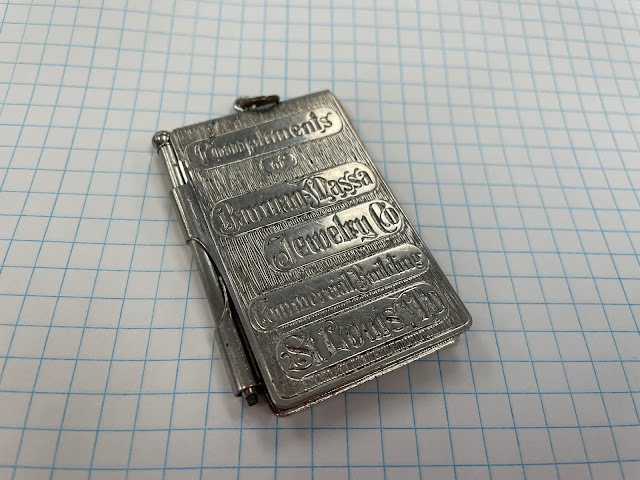 Compliments
of
Bauman-Massa
Jewelry Co
Commercial Building
St Louis Mo